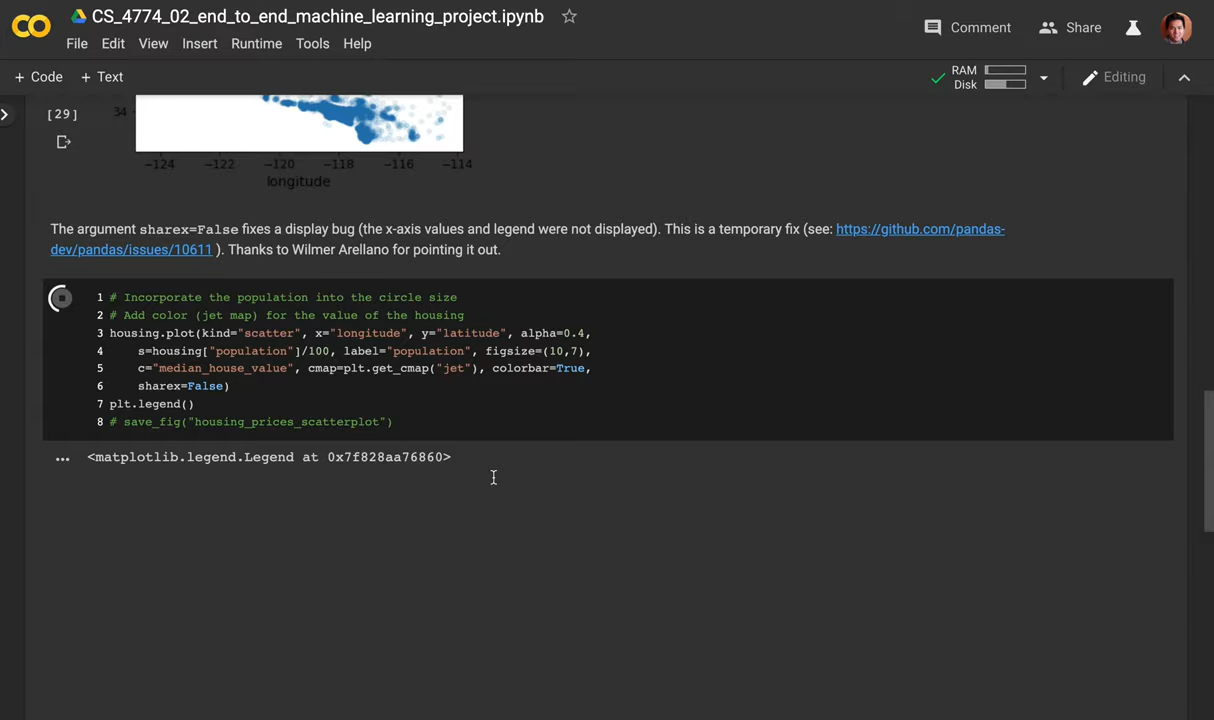 CS_4774_02_end_to_end_machine_learning_project.ipynb
File Edit View Insert Runtime Tools Help
Comment Share
+ Code + Text
RAM
Disk
Editing
[29]
34
−124 −122 −120 −118 −116 −114
longitude
The argument sharex=False fixes a display bug (the x-axis values and legend were not displayed). This is a temporary fix (see: https://github.com/pandas-
dev/pandas/issues/10611 ). Thanks to Wilmer Arellano for pointing it out.
1 # Incorporate the population into the circle size
2 # Add color (jet map) for the value of the housing
3 housing.plot(kind="scatter", x="longitude", y="latitude", alpha=0.4,
4     s=housing["population"]/100, label="population", figsize=(10,7),
5     c="median_house_value", cmap=plt.get_cmap("jet"), colorbar=True,
6     sharex=False)
7 plt.legend()
8 # save_fig("housing_prices_scatterplot")
... <matplotlib.legend.Legend at 0x7f828aa76860>